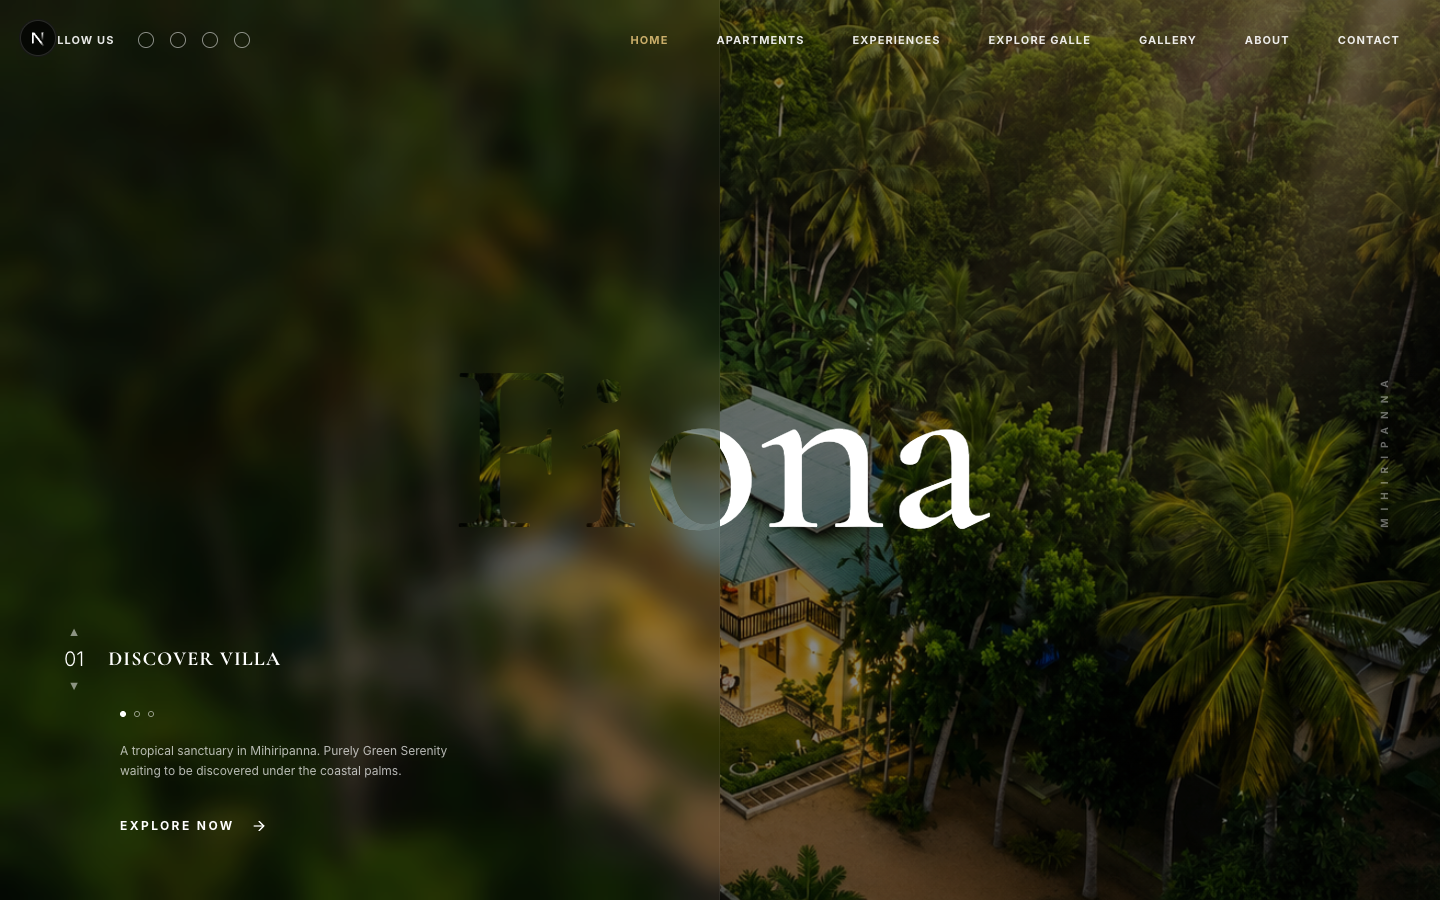 N
LLOW US
HOME
APARTMENTS
EXPERIENCES
EXPLORE GALLE
GALLERY
ABOUT
CONTACT
Fiona
MIHIRIPANNA
01
DISCOVER VILLA
A tropical sanctuary in Mihiripanna. Purely Green Serenity
waiting to be discovered under the coastal palms.
EXPLORE NOW